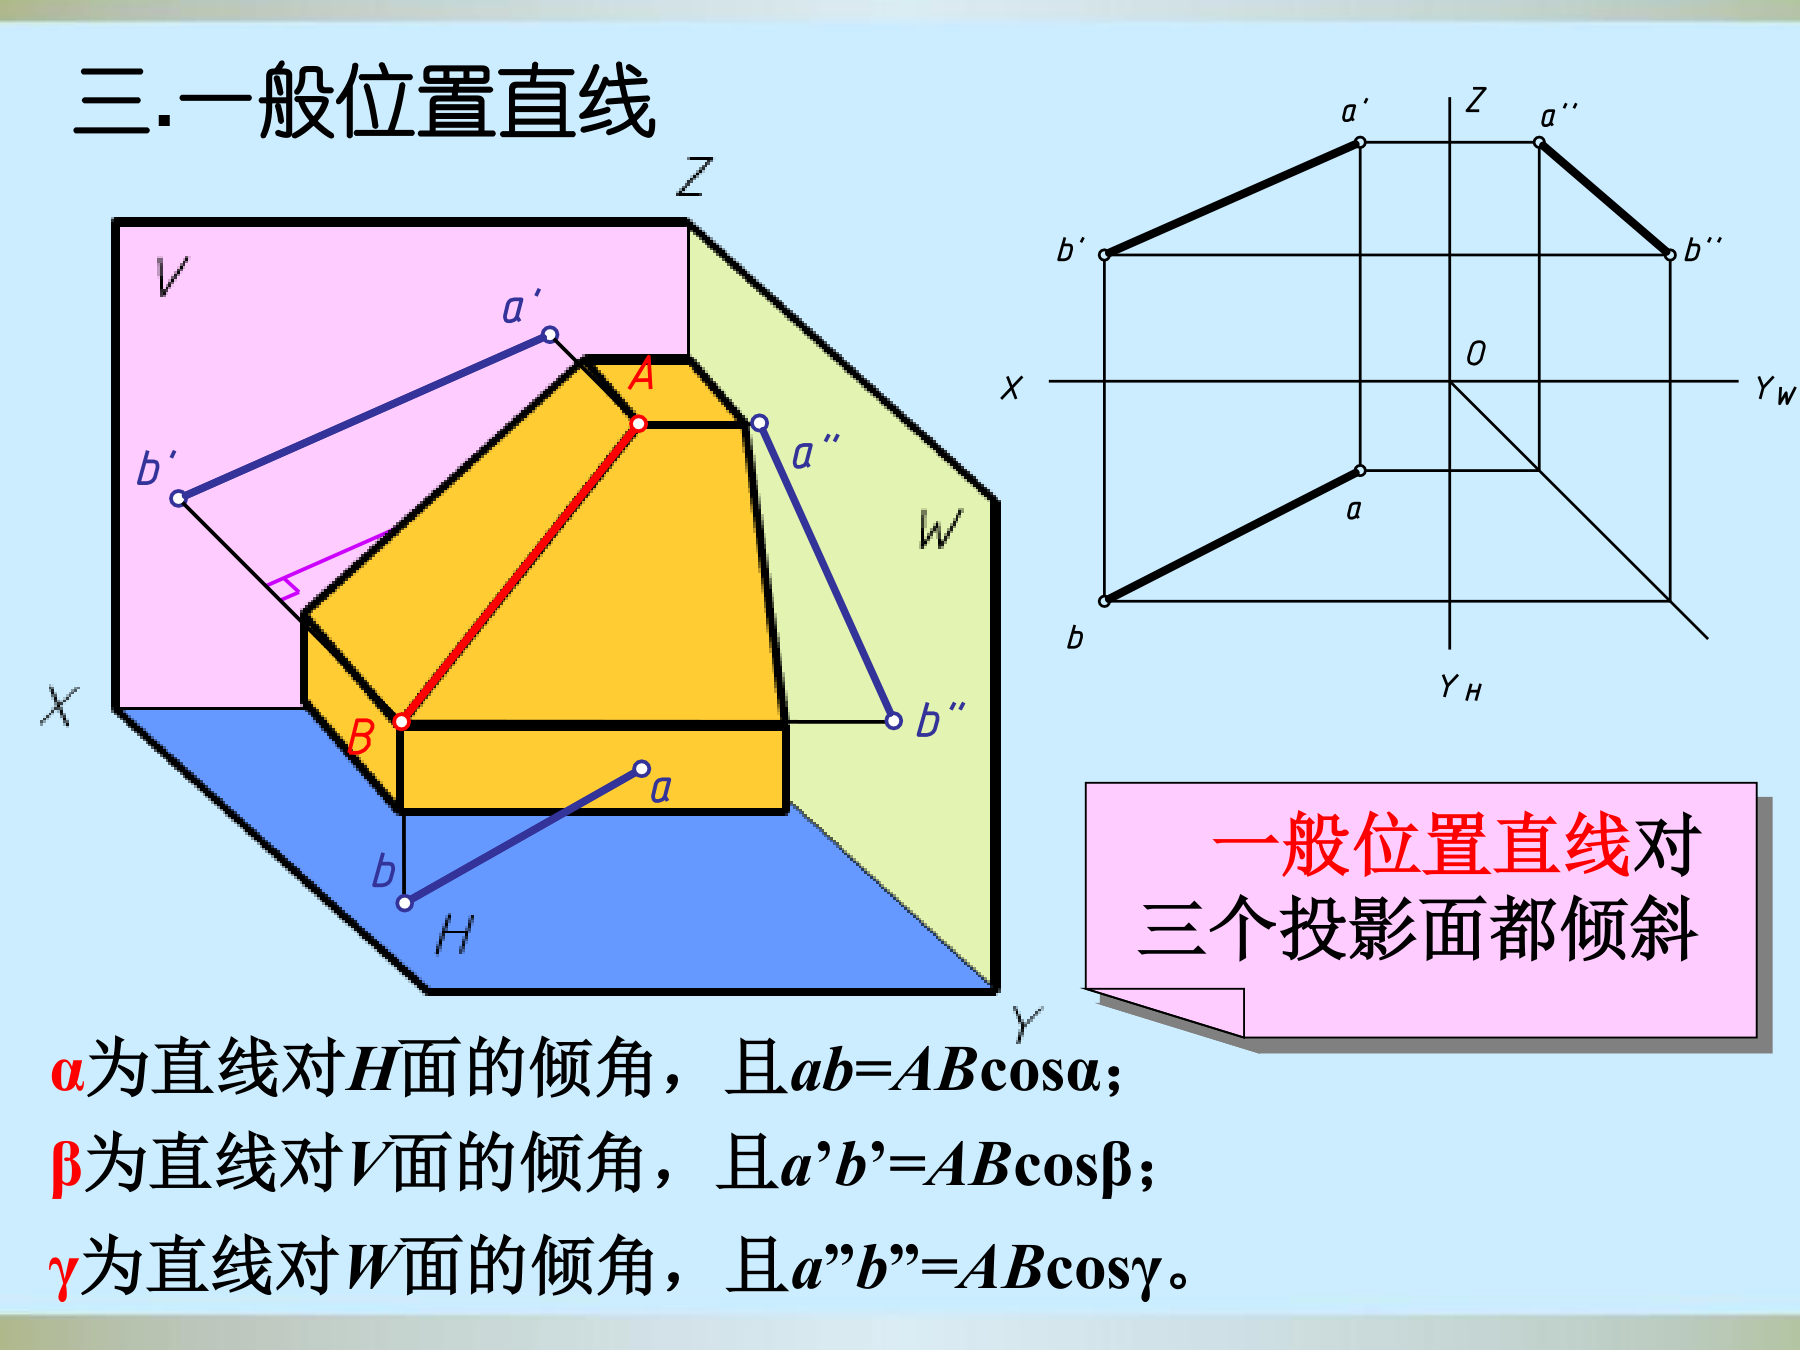 三.一般位置直线
Z
V
a'
A
b'
a''
W
X
B
b''
a
b
H
Y
a'
Z
a''
b'
b''
O
X
Y W
a
b
Y H
一般位置直线对
三个投影面都倾斜
α为直线对H面的倾角，且ab=ABcosα；
β为直线对V面的倾角，且a’b’=ABcosβ；
γ为直线对W面的倾角，且a”b”=ABcosγ。